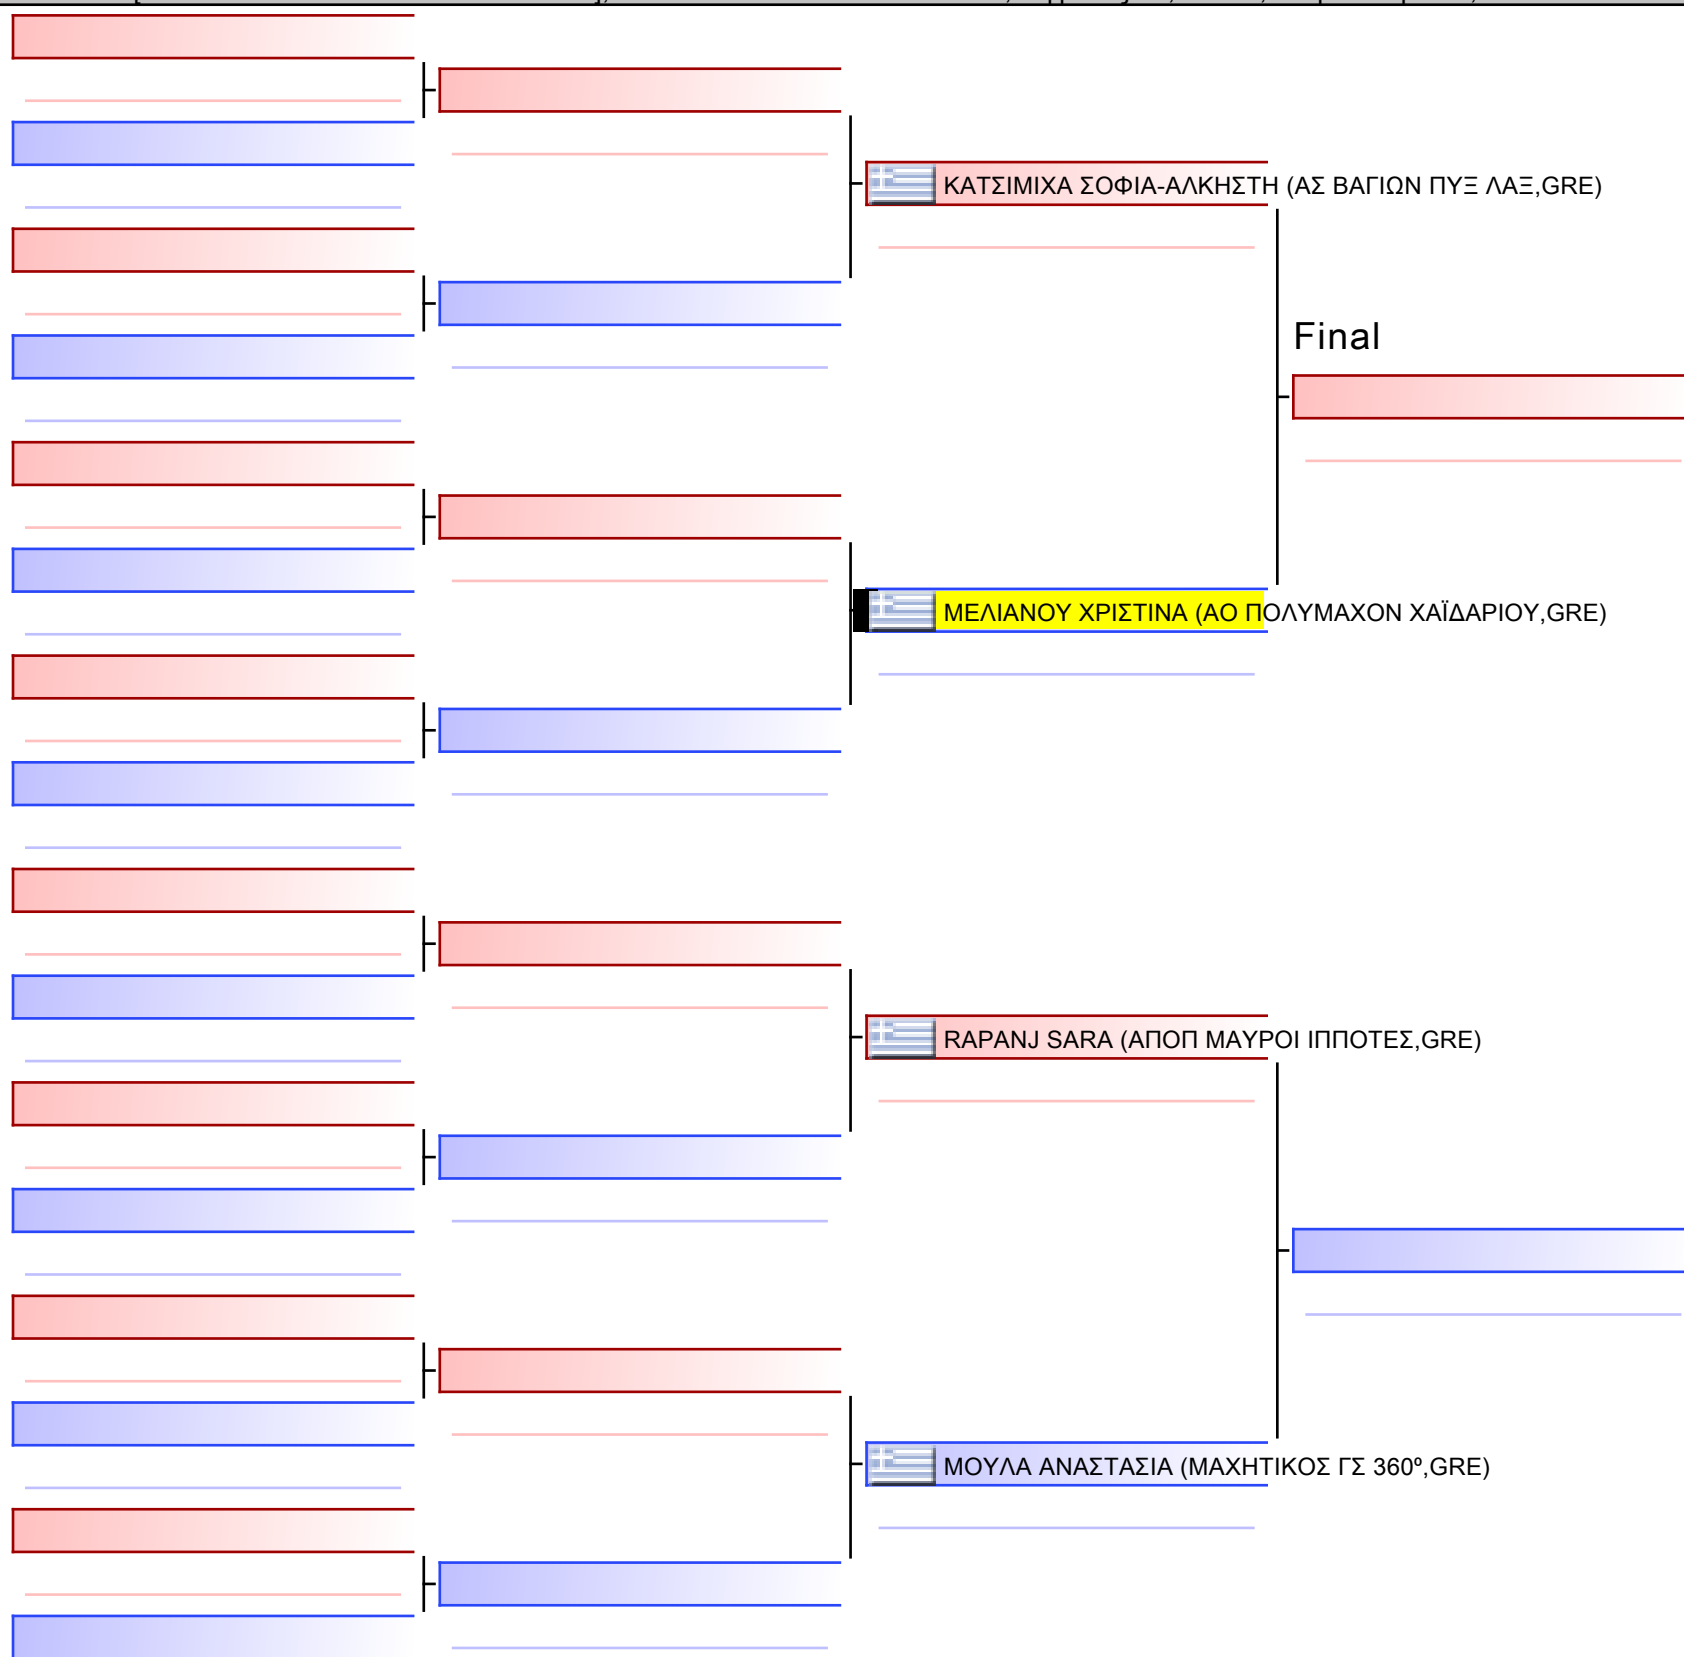 ΚΑΤΣΙΜΙΧΑ ΣΟΦΙΑ-ΑΛΚΗΣΤΗ (ΑΣ ΒΑΓΙΩΝ ΠΥΞ ΛΑΞ,GRE)
Final
ΜΕΛΙΑΝΟΥ ΧΡΙΣΤΙΝΑ (ΑΟ ΠΟΛΥΜΑΧΟΝ ΧΑΪΔΑΡΙΟΥ,GRE)
RAPANJ SARA (ΑΠΟΠ ΜΑΥΡΟΙ ΙΠΠΟΤΕΣ,GRE)
ΜΟΥΛΑ ΑΝΑΣΤΑΣΙΑ (ΜΑΧΗΤΙΚΟΣ ΓΣ 360º,GRE)